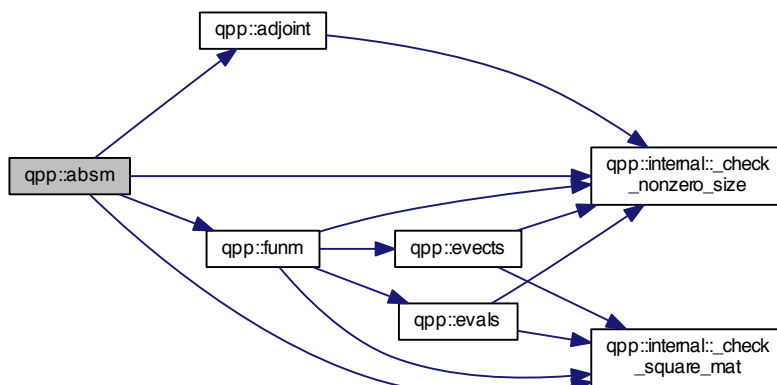 qpp::adjoint
qpp::absm
qpp::internal::_check
_nonzero_size
qpp::funm
qpp::evects
qpp::evals
qpp::internal::_check
_square_mat